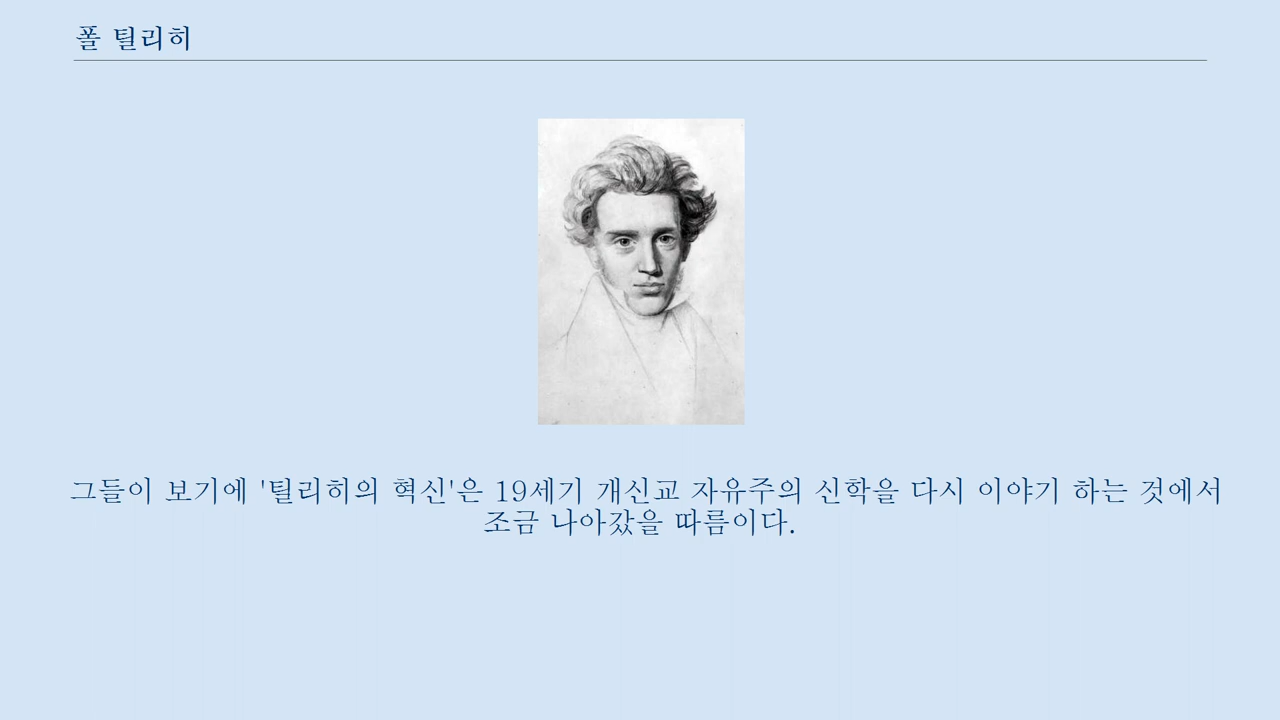 폴 틸리히
그들이 보기에 '틸리히의 혁신'은 19세기 개신교 자유주의 신학을 다시 이야기 하는 것에서
조금 나아갔을 따름이다.